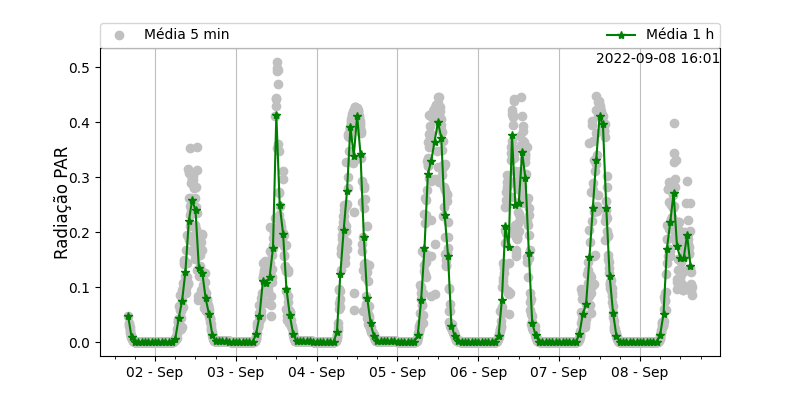 Média 5 min
Média 1 h
2022-09-08 16:01
Radiação PAR
0.5
0.4
0.3
0.2
0.1
0.0
02 - Sep
03 - Sep
04 - Sep
05 - Sep
06 - Sep
07 - Sep
08 - Sep